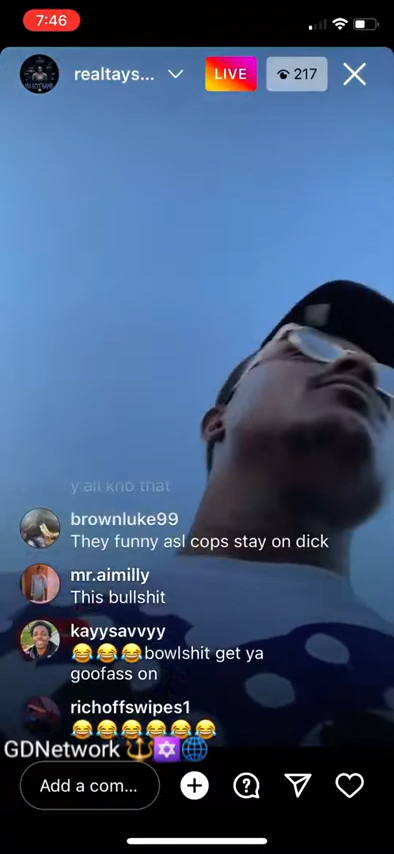 7:46
realtays...
LIVE
217
y'all kno that
brownluke99
They funny asl cops stay on dick
mr.aimilly
This bullshit
kayysavvyy
😂😂😂bowlshit get ya
goofass on
richoffswipes1
😂😂😂😂😂😂
GDNetwork🔱✡️🌐
Add a com...